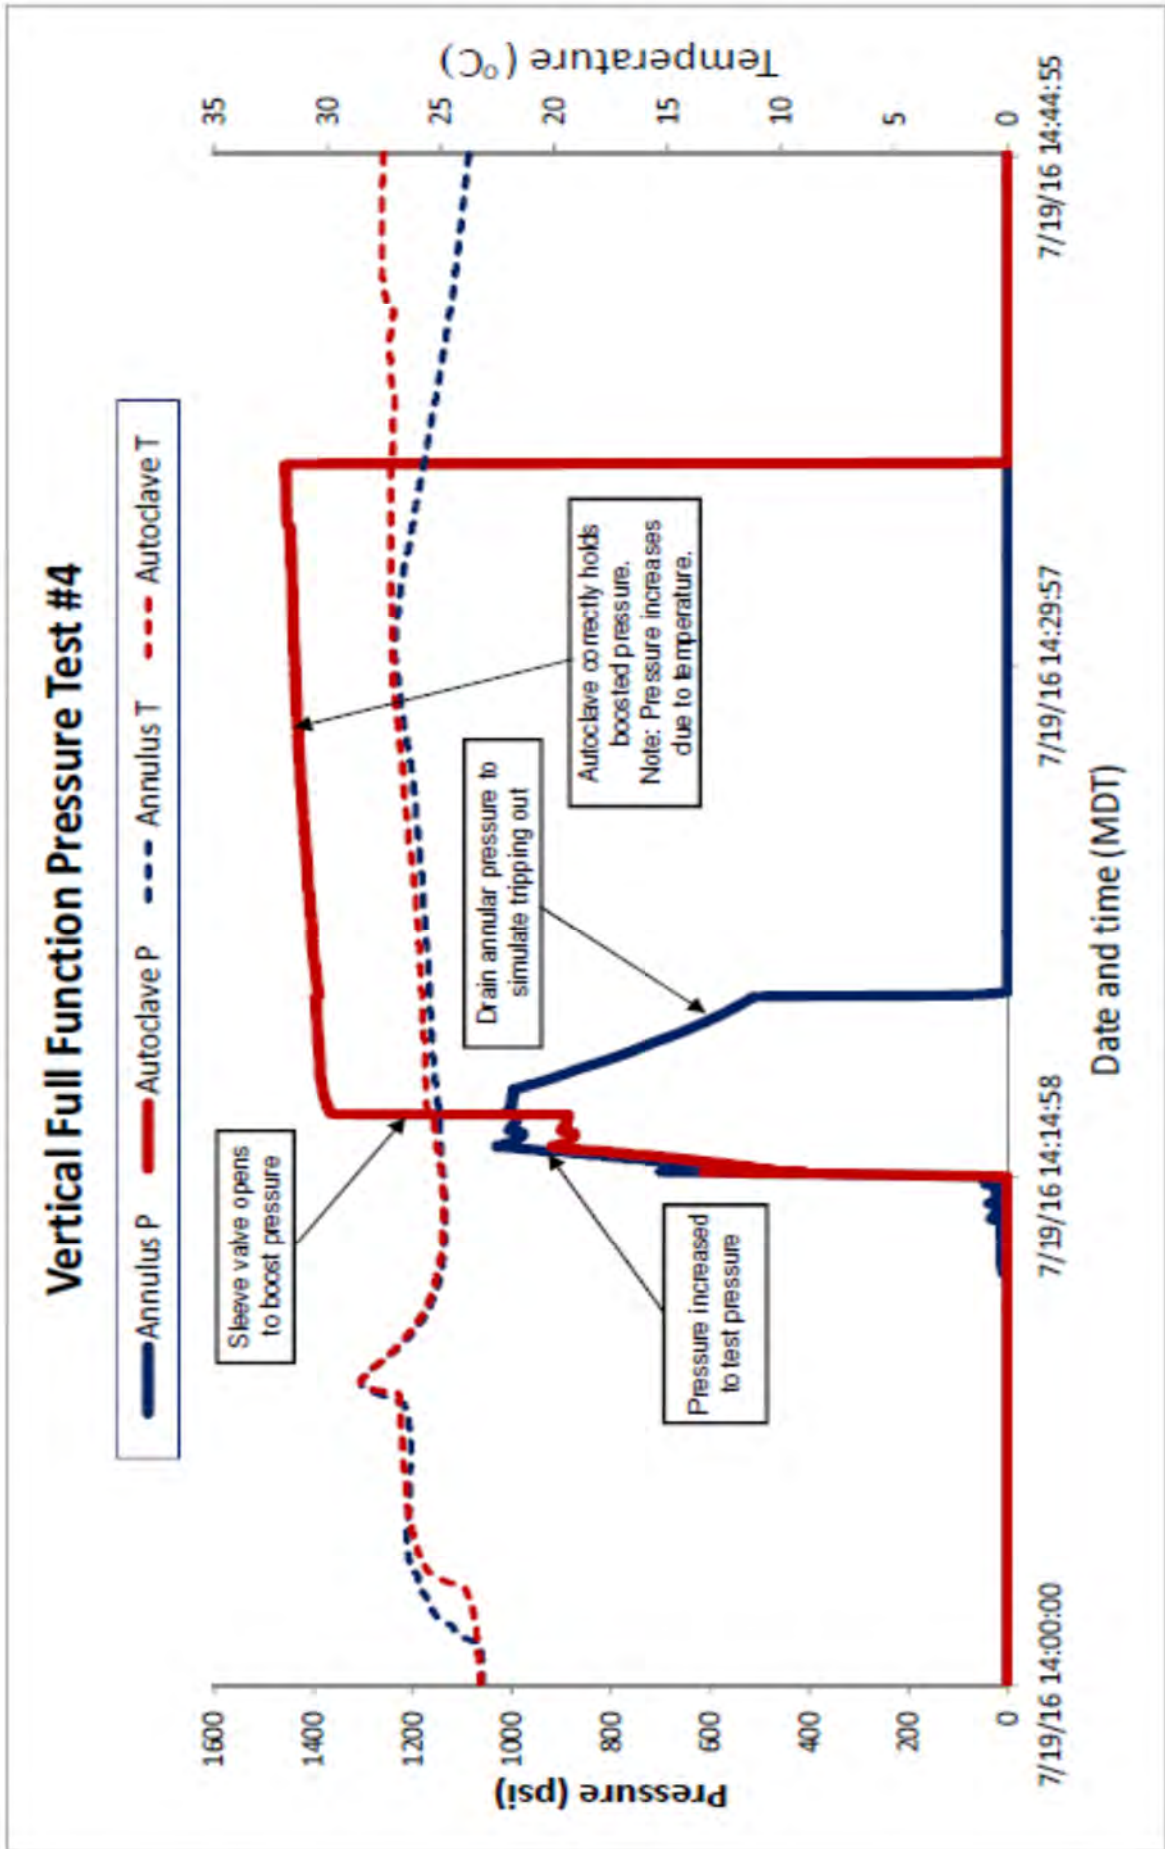 Vertical Full Function Pressure Test #4
Annulus P
Autoclave P
Annulus T
Autoclave T
Pressure (psi)
1600
1400
1200
1000
800
600
400
200
0
Sleeve valve opens
to boost pressure
Pressure increased
to test pressure
Drain annular pressure to
simulate tripping out
Autoclave correctly holds
boosted pressure.
Note: Pressure increases
due to temperature.
35
30
25
20
15
10
5
0
Temperature (°C)
7/19/16 14:00:00
7/19/16 14:14:58
7/19/16 14:29:57
7/19/16 14:44:55
Date and time (MDT)